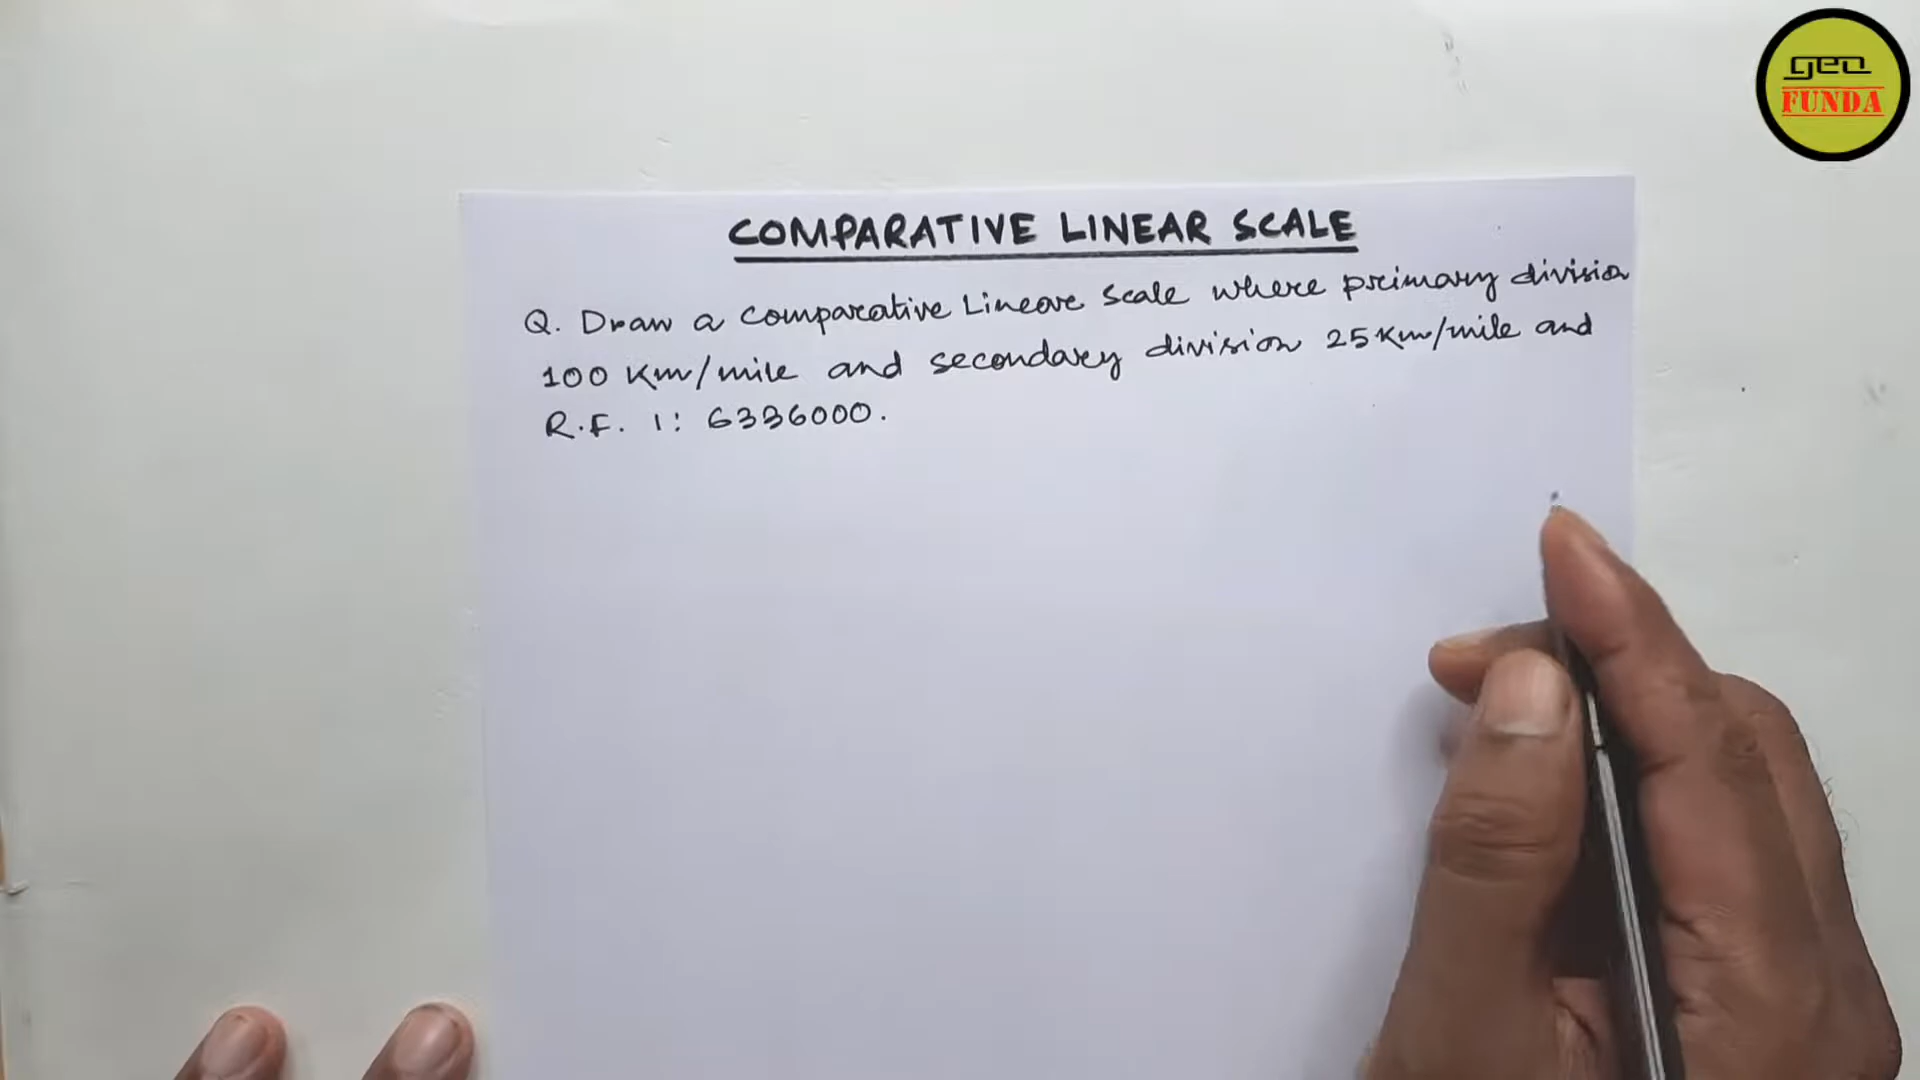 geo
FUNDA
COMPARATIVE LINEAR SCALE
Q. Draw a comparative Linear Scale where primary division
100 Km/mile and secondary division 25 Km/mile and
R.F. 1: 6336000.